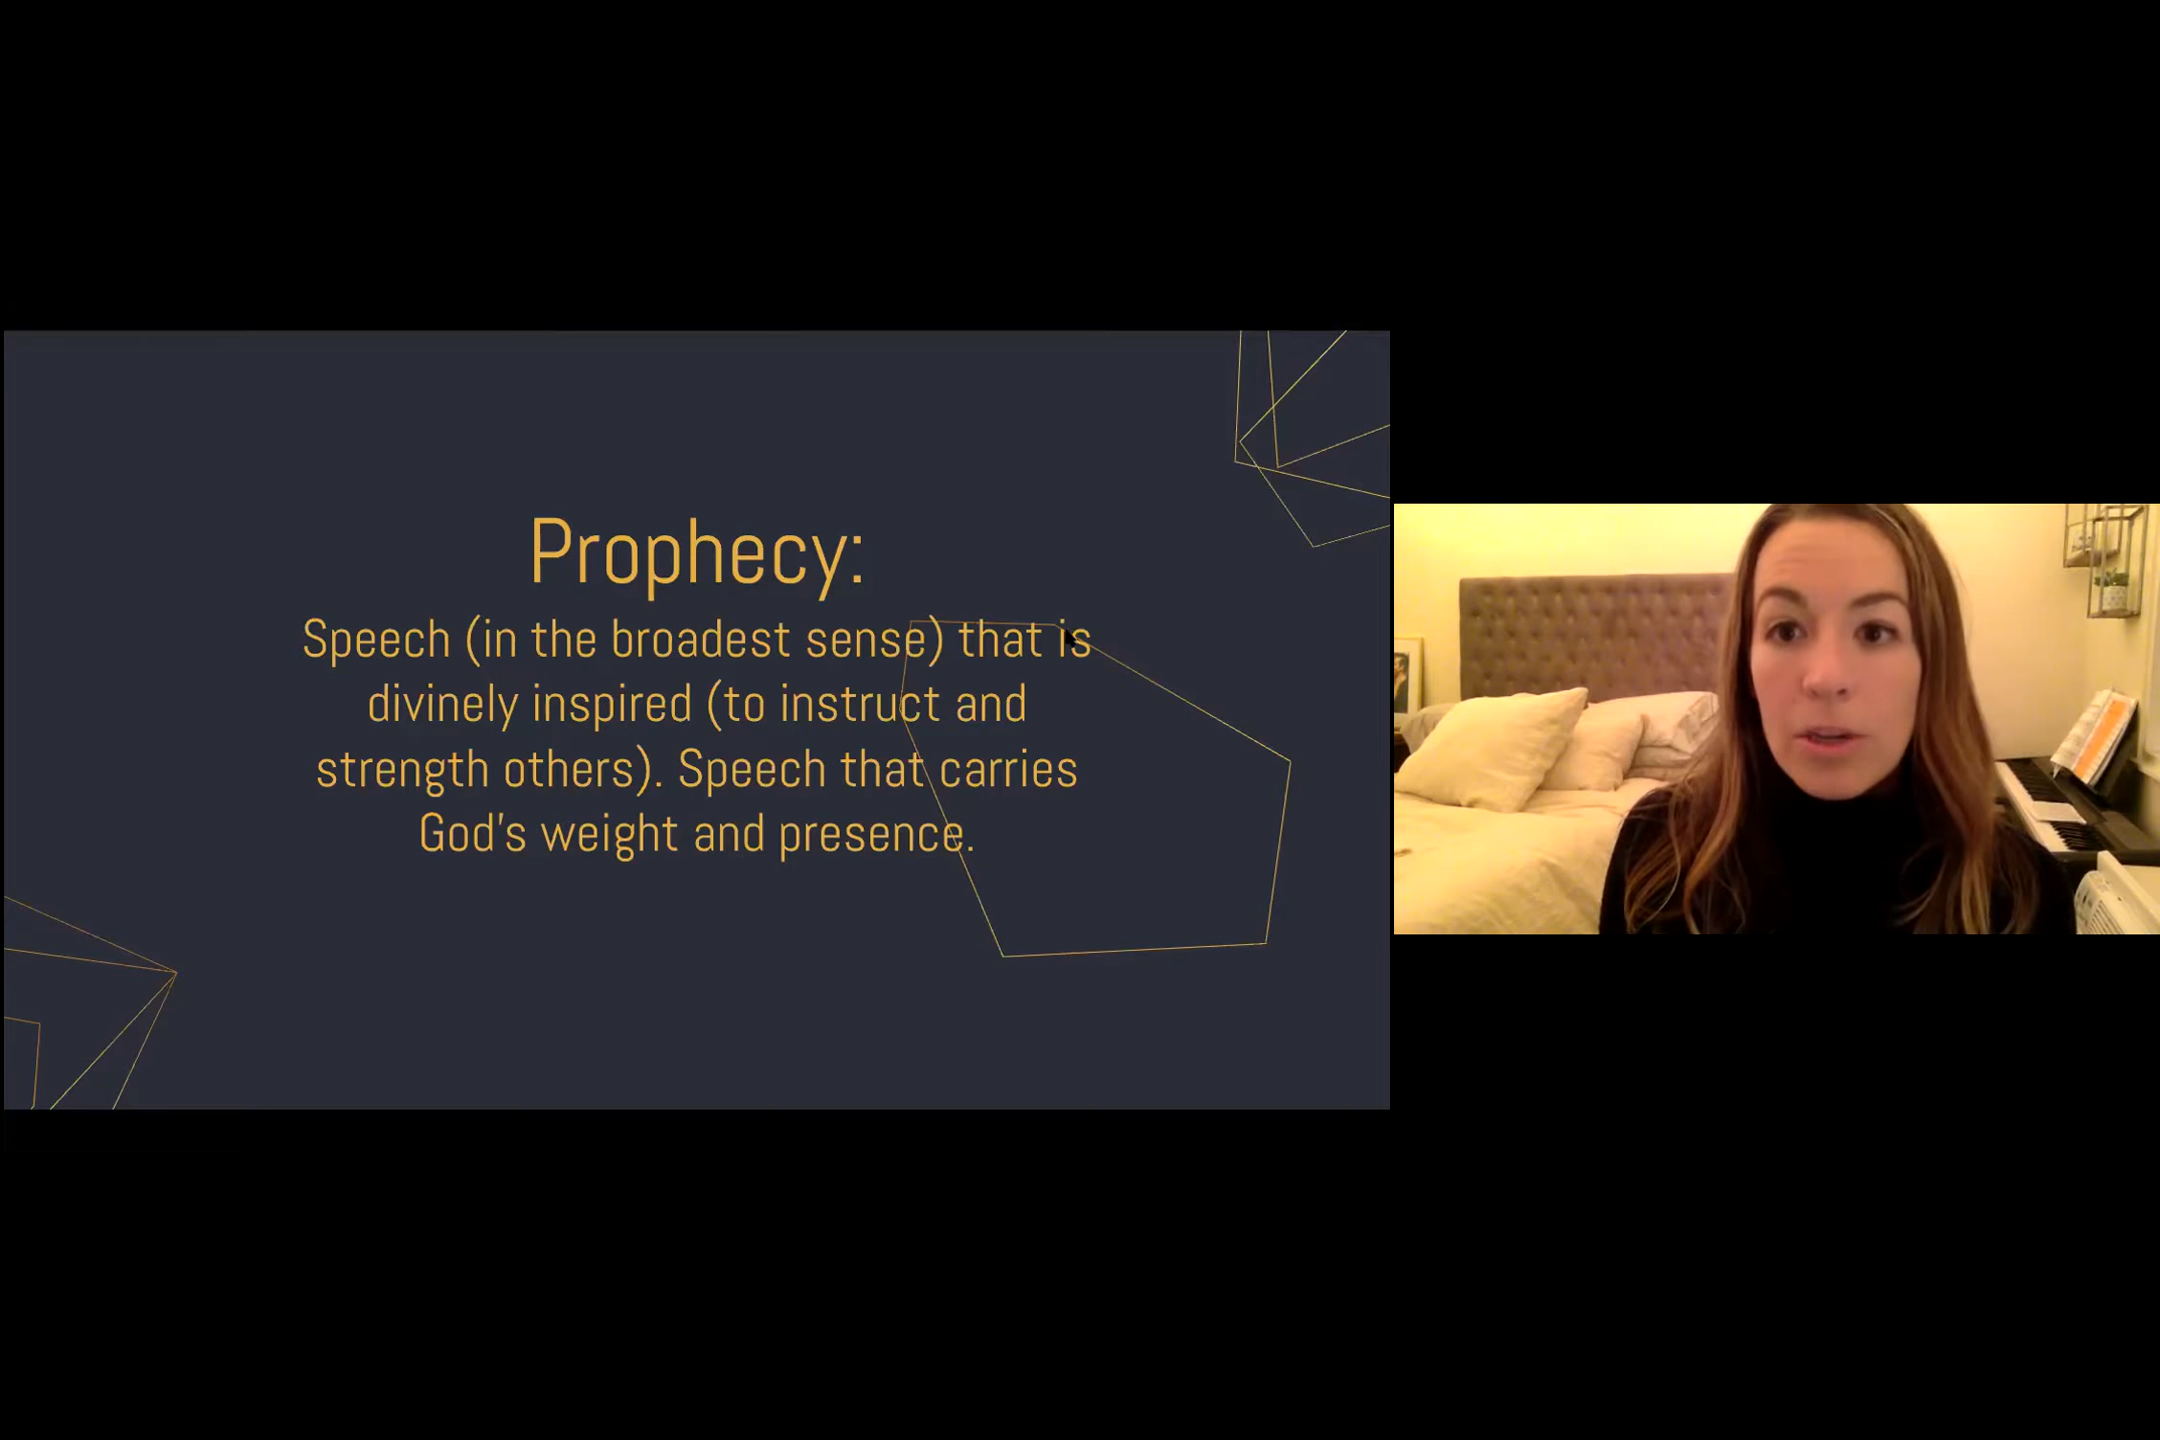 Prophecy:
Speech (in the broadest sense) that is
divinely inspired (to instruct and
strength others). Speech that carries
God's weight and presence.